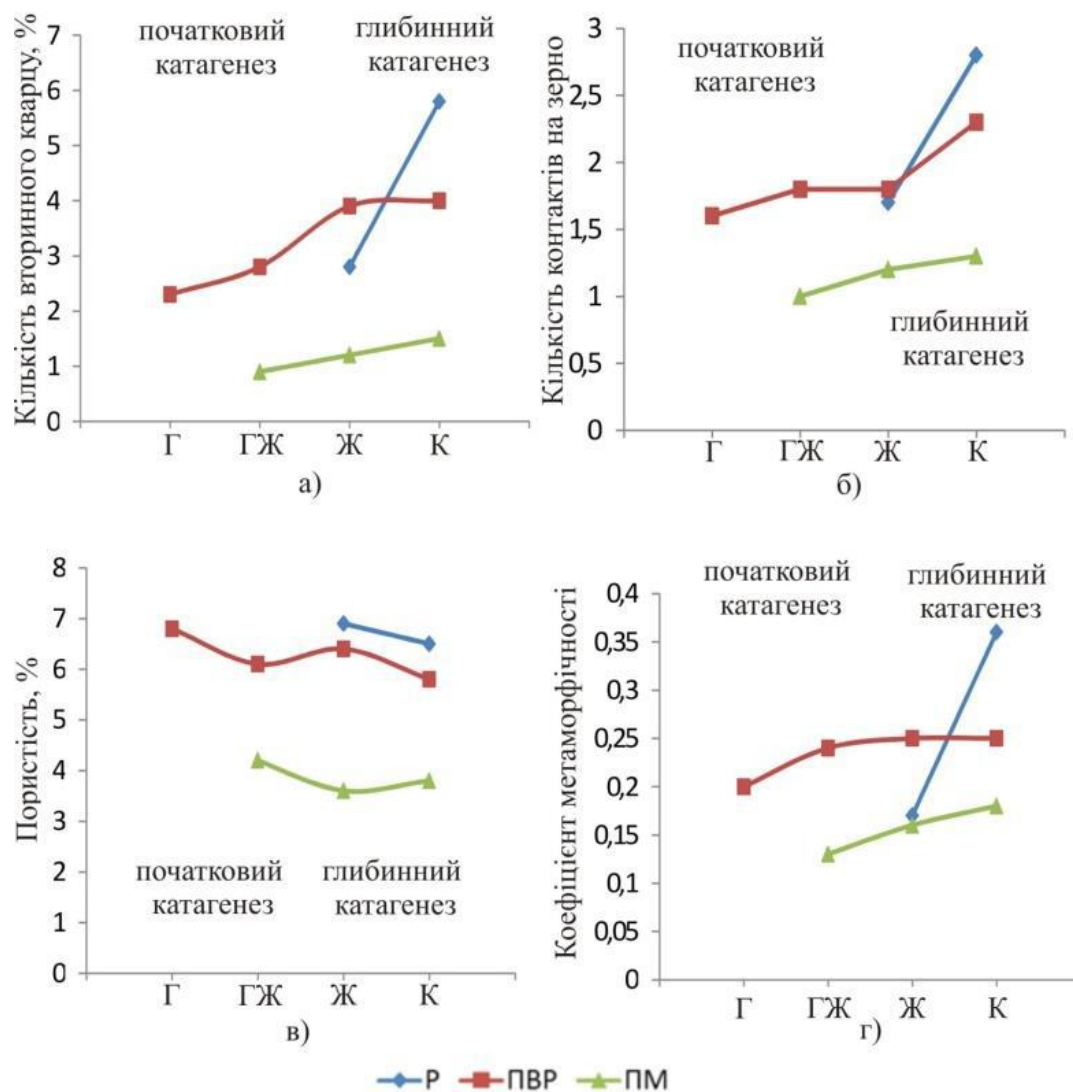 Кількість вторинного кварцу, %
початковий
катагенез
глибинний
катагенез
8
7
6
5
4
3
2
1
0
Г ГЖ Ж К
а)
Кількість контактів на зерно
початковий
катагенез
глибинний
катагенез
3
2,5
2
1,5
1
0,5
0
Г ГЖ Ж К
б)
Пористість, %
8
7
6
5
4
3
2
1
0
початковий
катагенез
глибинний
катагенез
Г ГЖ Ж К
в)
Коефіцієнт метаморфічності
початковий
катагенез
глибинний
катагенез
0,4
0,35
0,3
0,25
0,2
0,15
0,1
0,05
0
Г ГЖ Ж К
г)
Р ПВР ПМ